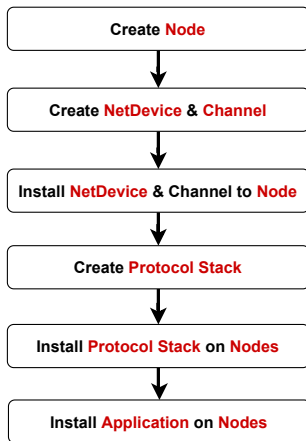 Create Node
Create NetDevice & Channel
Install NetDevice & Channel to Node
Create Protocol Stack
Install Protocol Stack on Nodes
Install Application on Nodes